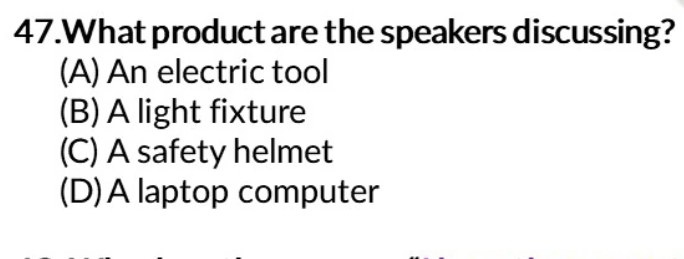 47.What product are the speakers discussing?
(A) An electric tool
(B) A light fixture
(C) A safety helmet
(D) A laptop computer